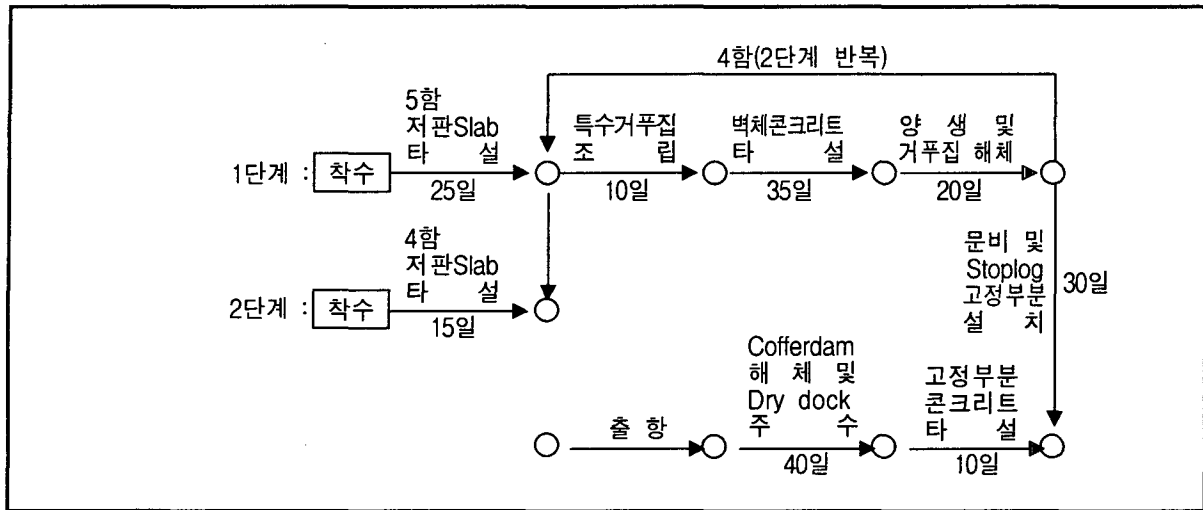 4함(2단계 반복)
5함
저판Slab
타 설
특수거푸집
조 립
벽체콘크리트
타 설
양 생 및
거푸집 해체
1단계 : 착수
25일
10일
35일
20일
4함
저판Slab
타 설
2단계 : 착수
15일
문비 및
Stoplog
고정부분
설 치
30일
Cofferdam
해 체 및
Dry dock
주 수
고정부분
콘크리트
타 설
출 항
40일
10일